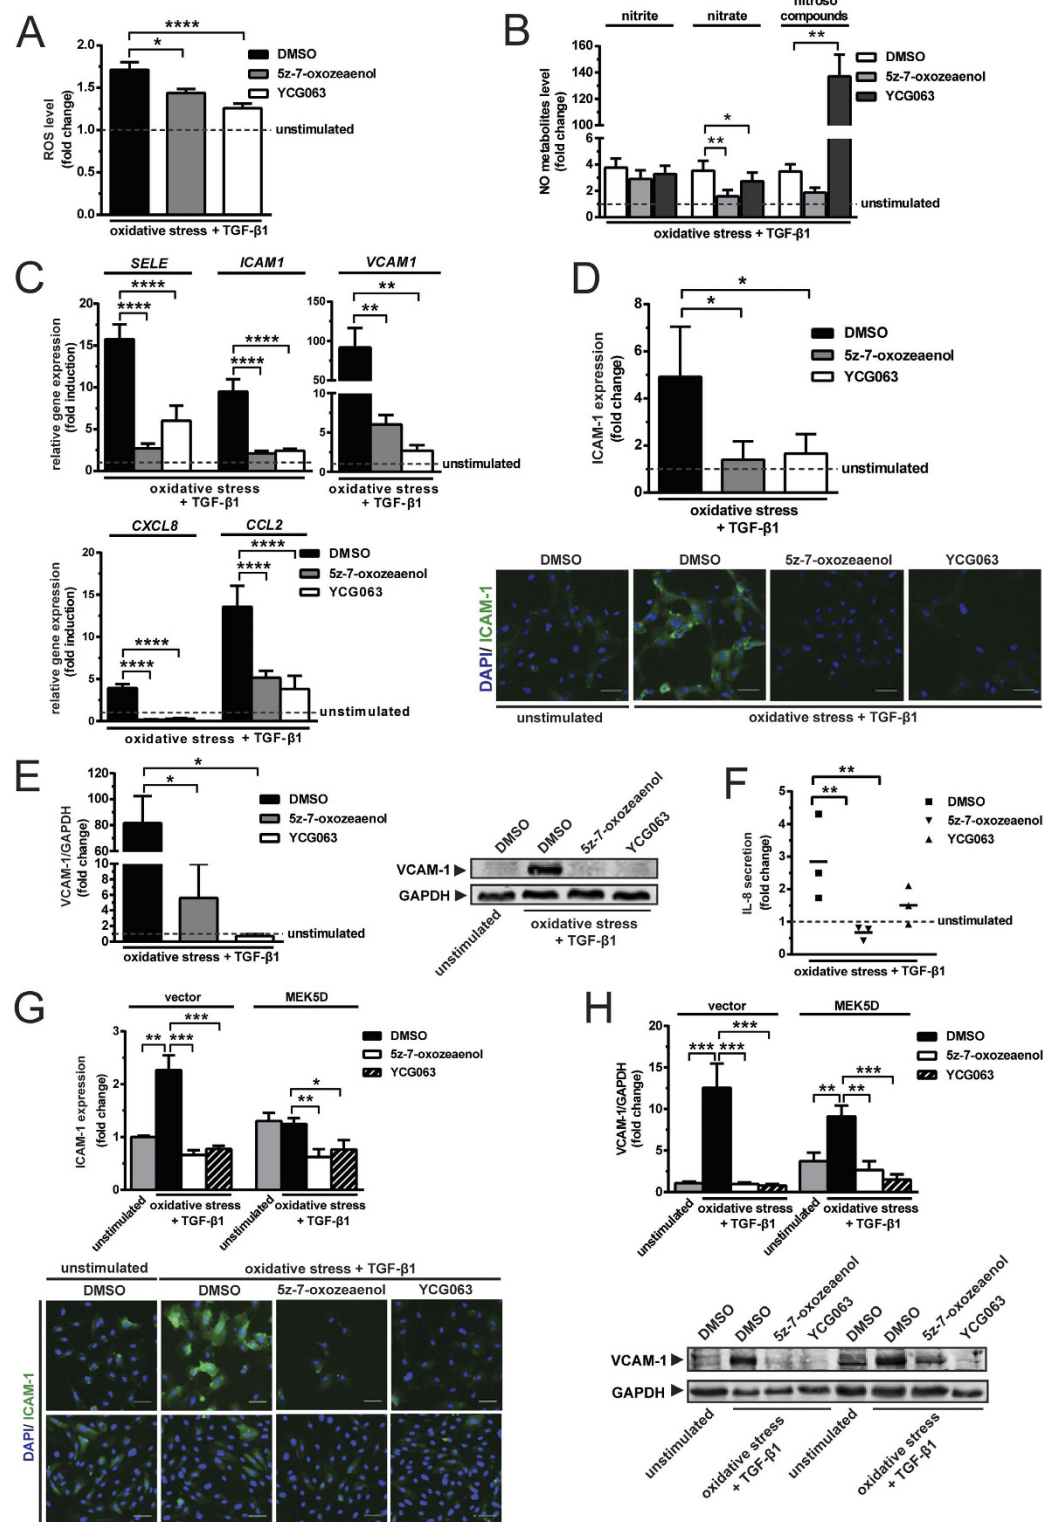 A
****
*
DMSO
5z-7-oxozeaenol
YCG063
ROS level
(fold change)
2.0
1.5
1.0
0.5
0.0
unstimulated
oxidative stress + TGF-β1
B
nitrite
nitrate
nitroso
compounds
**
*
**
DMSO
5z-7-oxozeaenol
YCG063
NO metabolites level
(fold change)
160
140
120
100
80
6
4
2
0
unstimulated
oxidative stress + TGF-β1
C
SELE
ICAM1
VCAM1
****
****
****
****
**
**
relative gene expression
(fold induction)
20
15
10
5
0
150
100
50
10
5
0
unstimulated
oxidative stress
+ TGF-β1
oxidative stress
+ TGF-β1
CXCL8
CCL2
****
****
****
****
DMSO
5z-7-oxozeaenol
YCG063
relative gene expression
(fold induction)
20
15
10
5
0
unstimulated
oxidative stress + TGF-β1
D
*
*
DMSO
5z-7-oxozeaenol
YCG063
ICAM-1 expression
(fold change)
8
6
4
2
0
unstimulated
oxidative stress
+ TGF-β1
DMSO
DMSO
5z-7-oxozeaenol
YCG063
DAPI/ ICAM-1
unstimulated
oxidative stress + TGF-β1
E
*
*
DMSO
5z-7-oxozeaenol
YCG063
VCAM-1/GAPDH
(fold change)
120
100
80
60
10
8
6
4
2
0
unstimulated
oxidative stress + TGF-β1
DMSO
DMSO
5z-7-oxozeaenol
YCG063
VCAM-1
GAPDH
unstimulated
oxidative stress
+ TGF-β1
F
**
**
DMSO
5z-7-oxozeaenol
YCG063
IL-8 secretion
(fold change)
5
4
3
2
1
0
unstimulated
oxidative stress + TGF-β1
G
vector
MEK5D
***
**
***
*
**
DMSO
5z-7-oxozeaenol
YCG063
ICAM-1 expression
(fold change)
3
2
1
0
unstimulated
oxidative stress
+ TGF-β1
unstimulated
oxidative stress
+ TGF-β1
unstimulated
oxidative stress + TGF-β1
DMSO
DMSO
5z-7-oxozeaenol
YCG063
DAPI/ ICAM-1
H
vector
MEK5D
***
***
***
***
**
**
DMSO
5z-7-oxozeaenol
YCG063
VCAM-1/GAPDH
(fold change)
20
15
10
5
0
unstimulated
oxidative stress
+ TGF-β1
unstimulated
oxidative stress
+ TGF-β1
DMSO
DMSO
5z-7-oxozeaenol
YCG063
DMSO
DMSO
5z-7-oxozeaenol
YCG063
VCAM-1
GAPDH
unstimulated
oxidative stress
+ TGF-β1
unstimulated
oxidative stress
+ TGF-β1